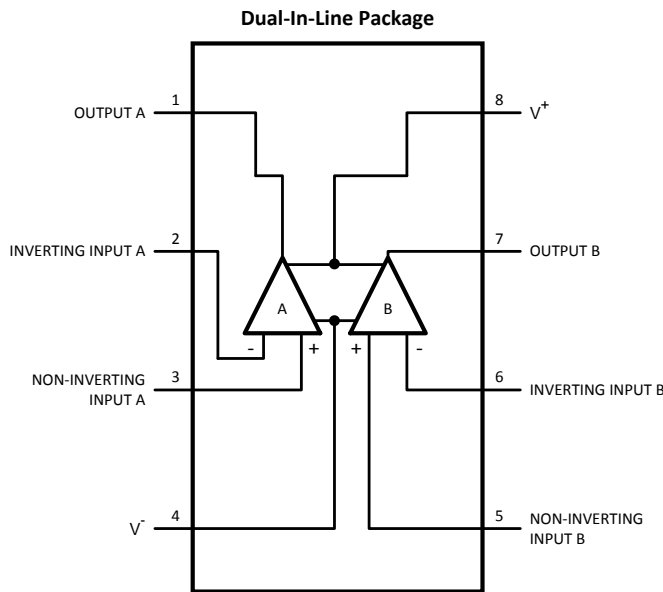 Dual-In-Line Package
OUTPUT A
1
8
V⁺
INVERTING INPUT A
2
7
OUTPUT B
A
B
-
+
+
-
NON-INVERTING
INPUT A
3
6
INVERTING INPUT B
V⁻
4
5
NON-INVERTING
INPUT B